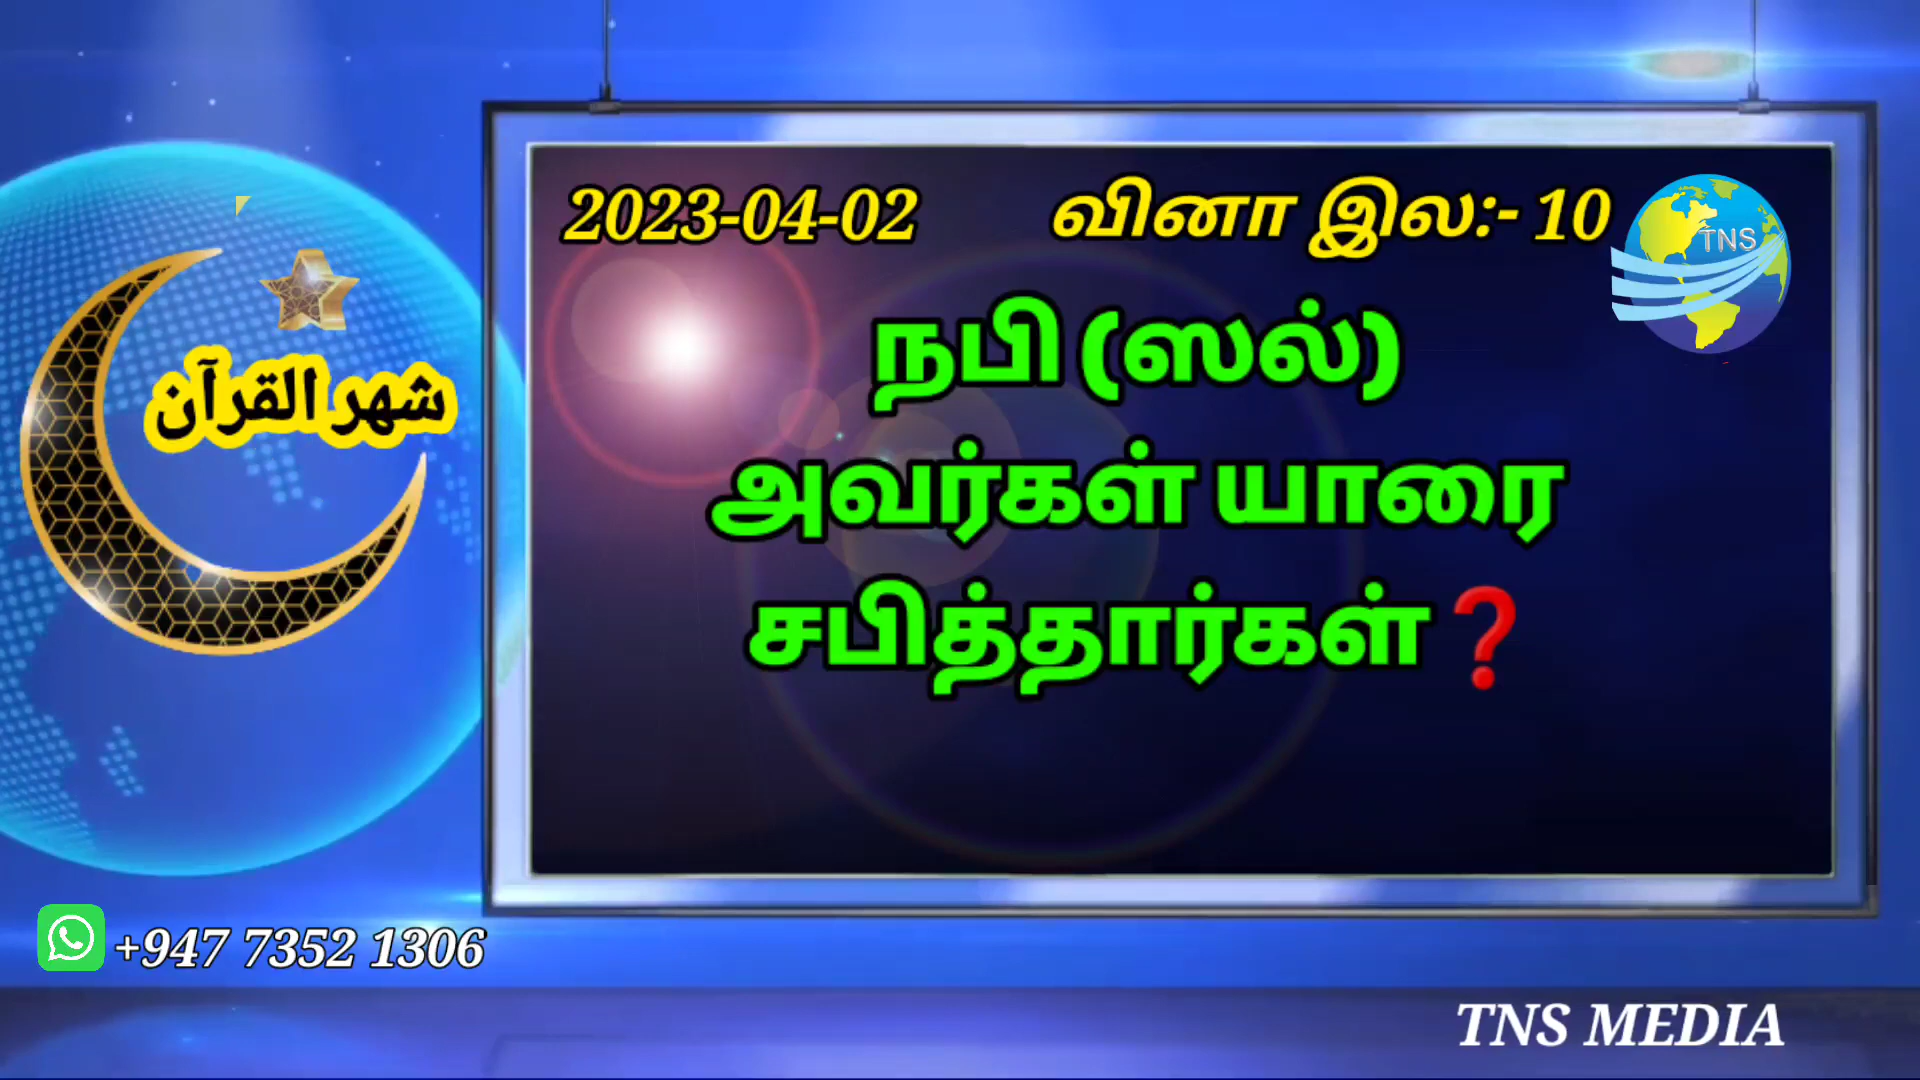 2023-04-02 வினா இல:- 10
TNS
நபி (ஸல்)
அவர்கள் யாரை
சபித்தார்கள்❓
شهر القرآن
+947 7352 1306
TNS MEDIA